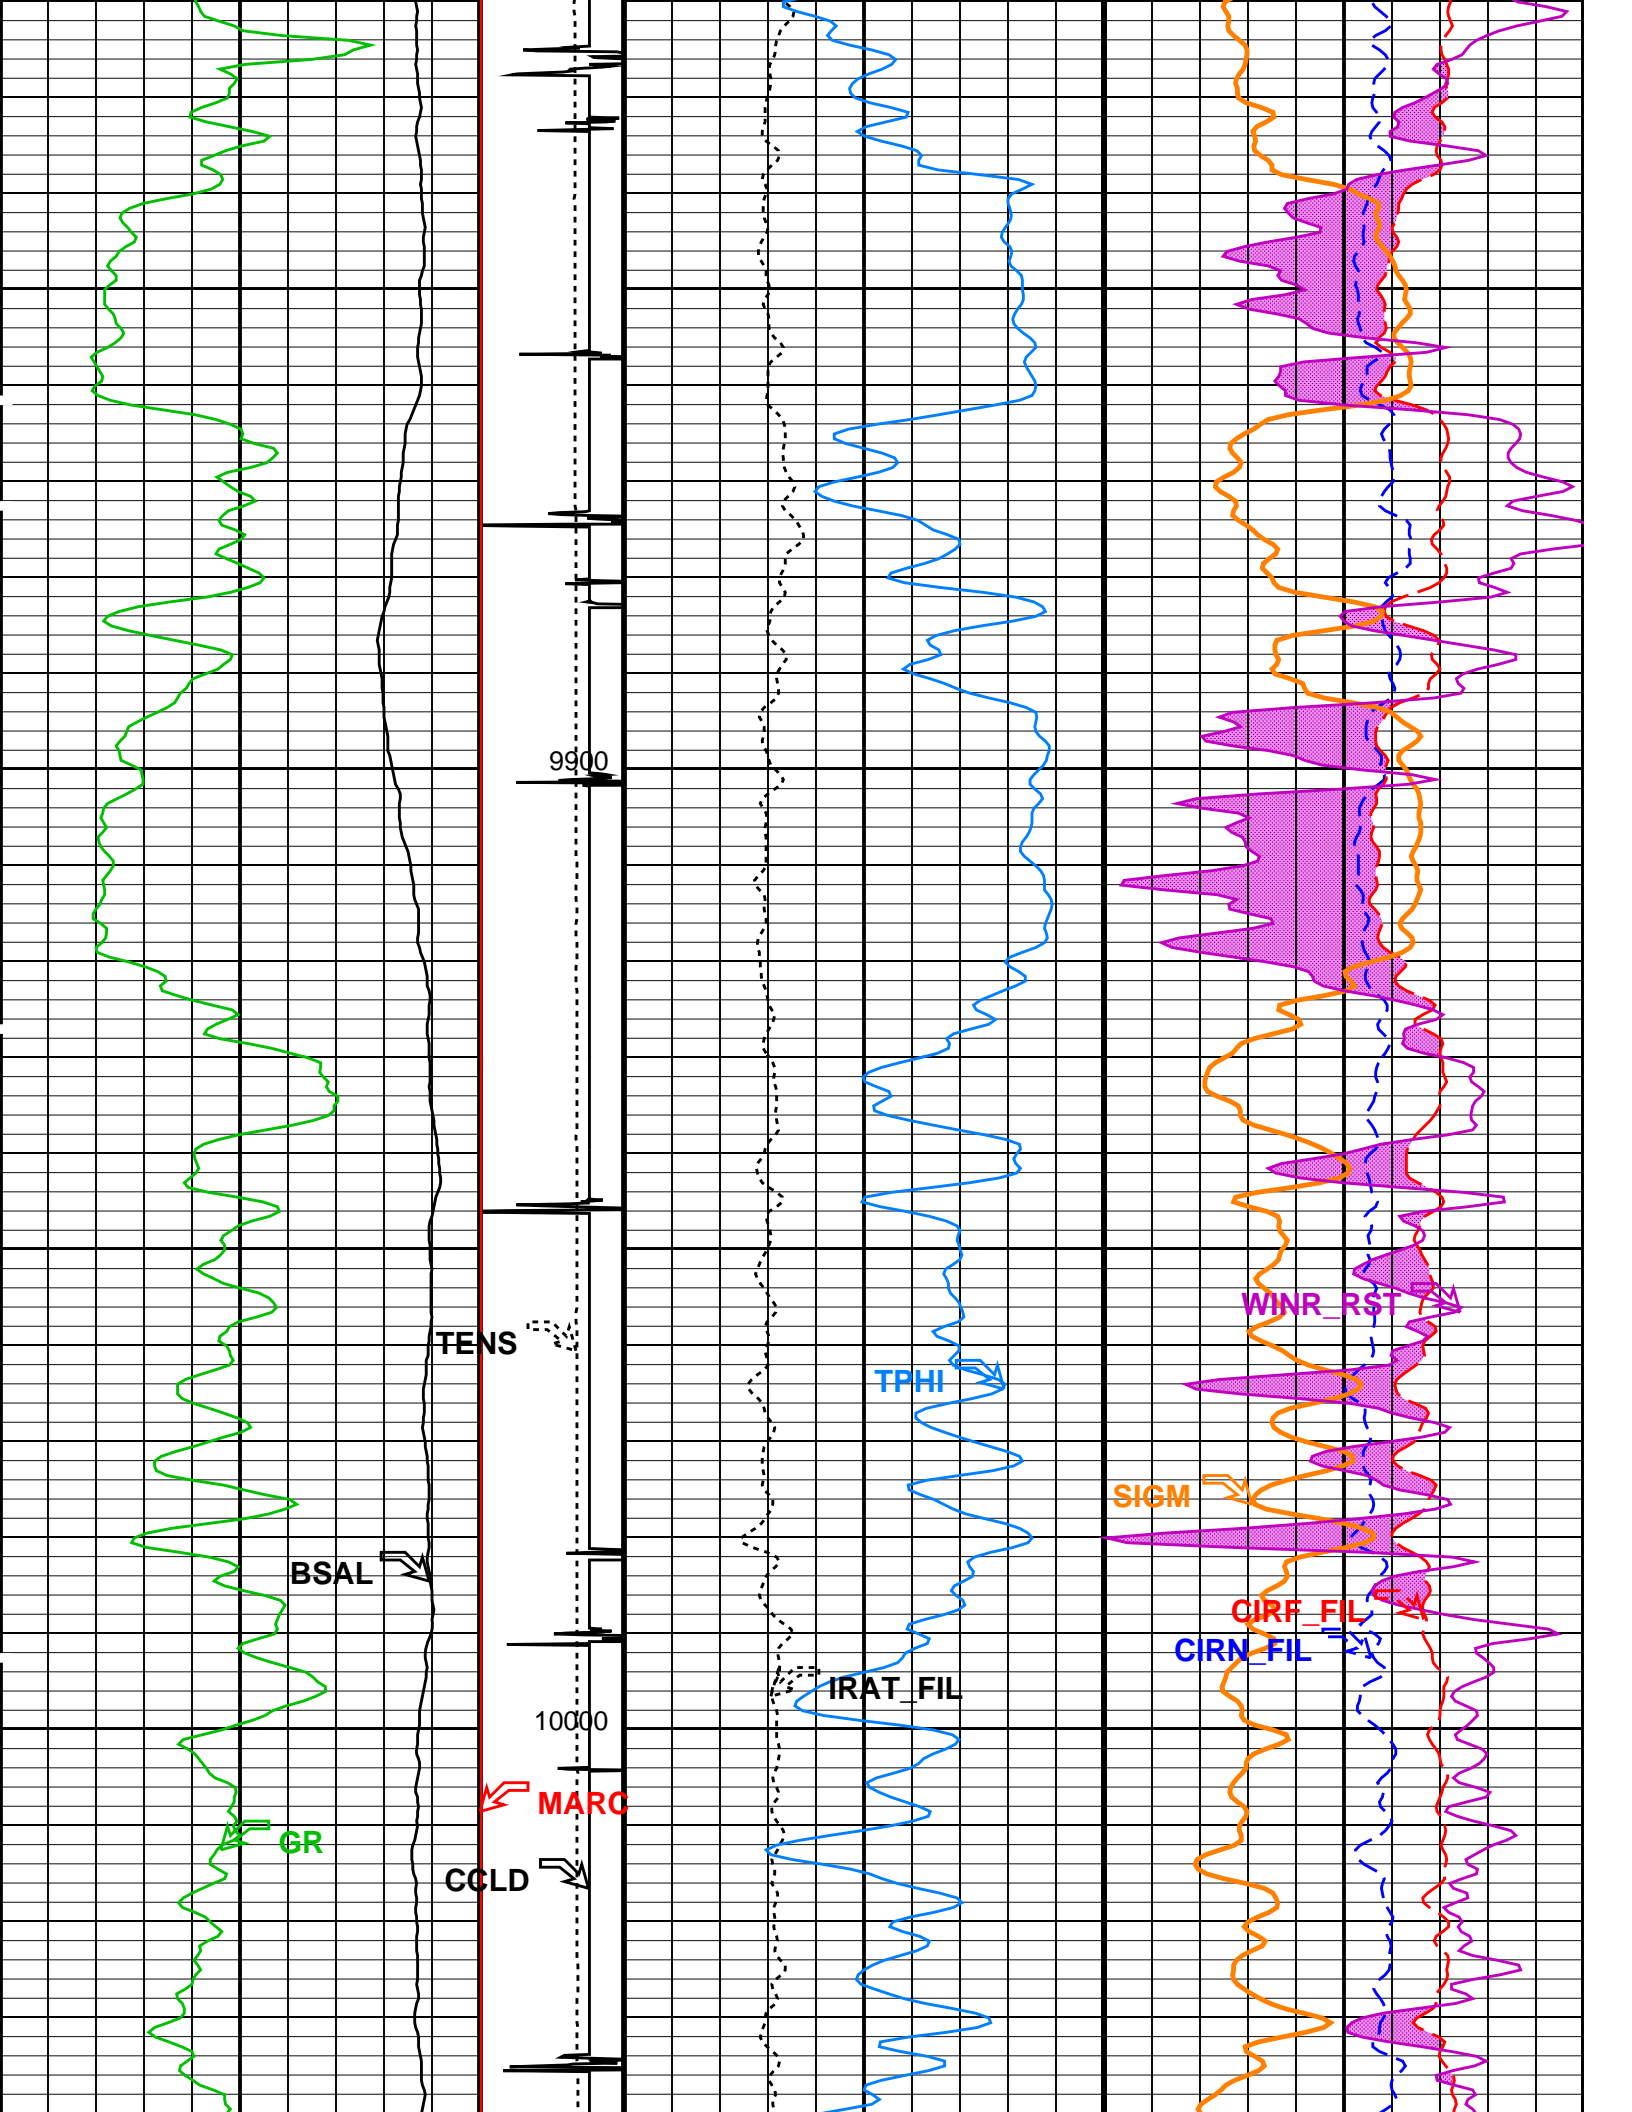 9900
WINR_RST
TENS
TPHI
SIGM
BSAL
CIRF_FIL
CIRN_FIL
IRAT_FIL
10000
MARC
GR
CCLD